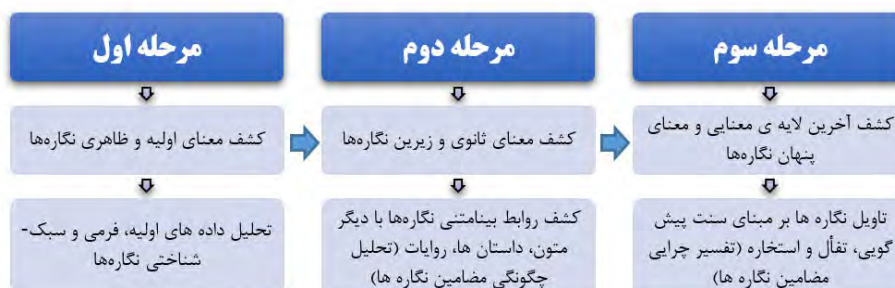 مرحله اول
مرحله دوم
مرحله سوم
کشف معنای اولیه و ظاهری نگاره‌ها
کشف معنای ثانوی و زیرین نگاره‌ها
کشف آخرین لایه ی معنایی و معنای
پنهان نگاره‌ها
تحلیل داده های اولیه، فرمی و سبک-
شناختی نگاره‌ها
کشف روابط بینامتنی نگاره‌ها با دیگر
متون، داستان ها، روایات (تحلیل
چگونگی مضامین نگاره ها)
تاویل نگاره ها بر مبنای سنت پیش
گویی، تفأل و استخاره (تفسیر چرایی
مضامین نگاره ها)